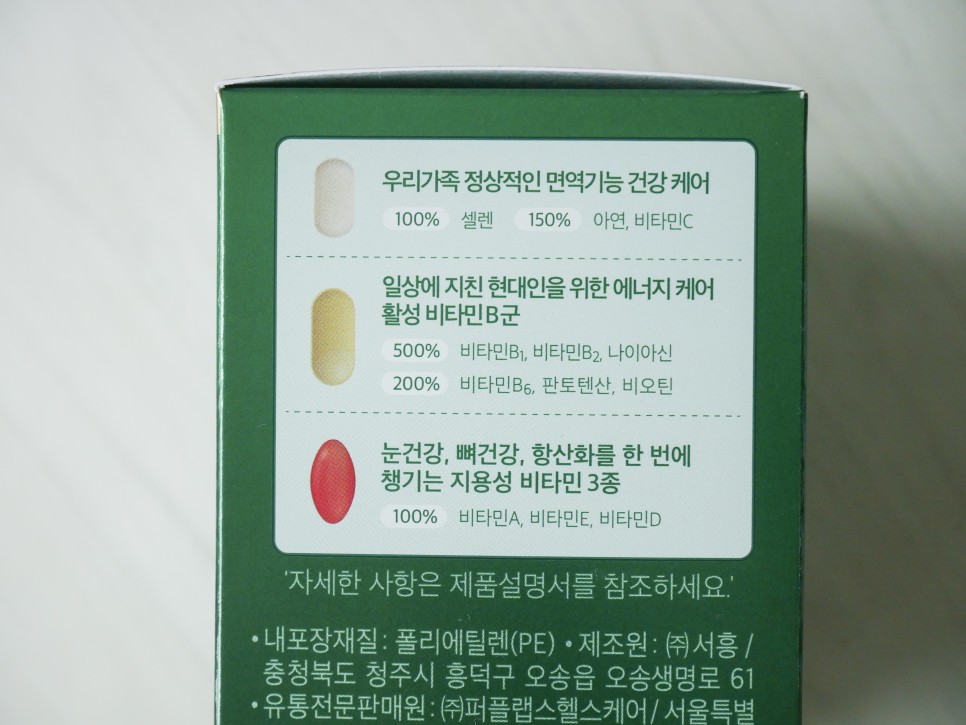 우리가족 정상적인 면역기능 건강 케어
100% 셀렌 150% 아연, 비타민C
일상에 지친 현대인을 위한 에너지 케어
활성 비타민B군
500% 비타민B₁, 비타민B₂, 나이아신
200% 비타민B₆, 판토텐산, 비오틴
눈건강, 뼈건강, 항산화를 한 번에
챙기는 지용성 비타민 3종
100% 비타민A, 비타민E, 비타민D
'자세한 사항은 제품설명서를 참조하세요.'
•내포장재질: 폴리에틸렌(PE) •제조원: ㈜서흥/
충청북도 청주시 흥덕구 오송읍 오송생명로 61
•유통전문판매원: ㈜퍼플랩스헬스케어/서울특별